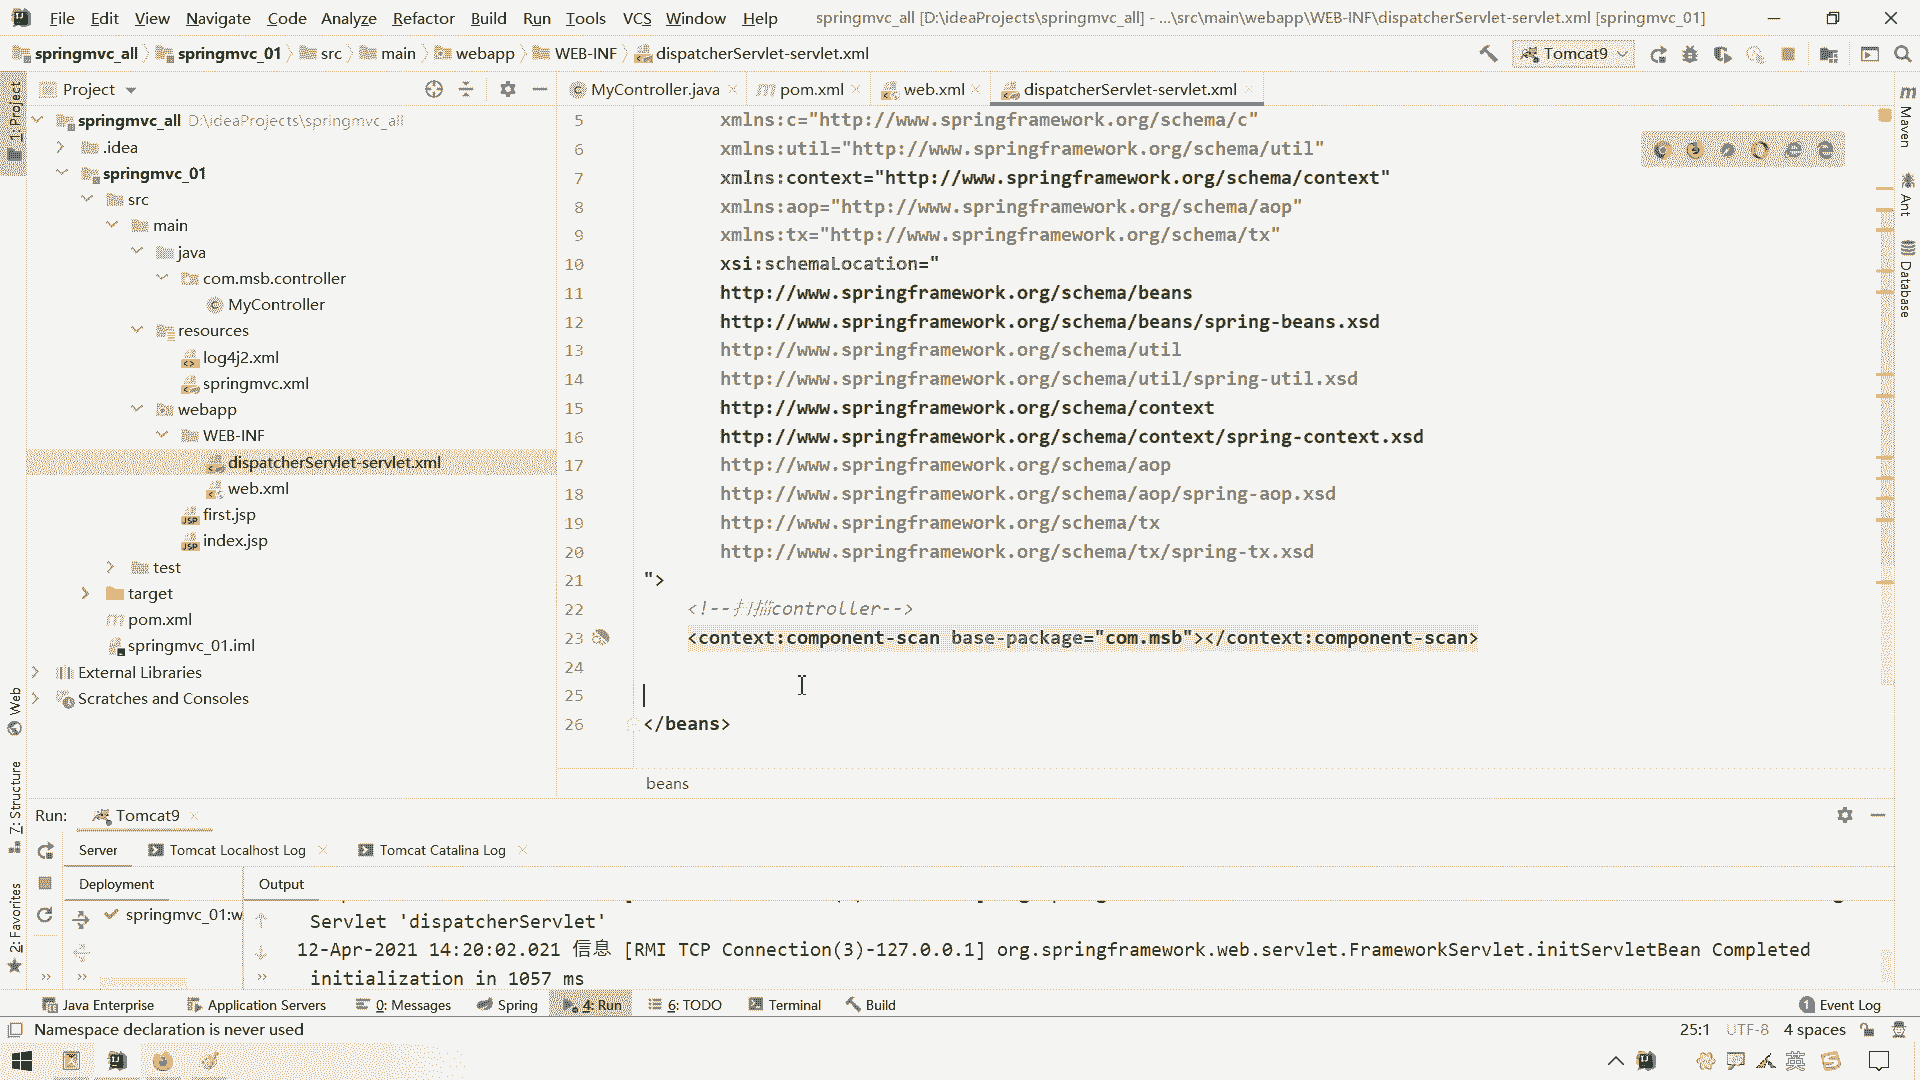 File Edit View Navigate Code Analyze Refactor Build Run Tools VCS Window Help springmvc_all [D:\ideaProjects\springmvc_all] - ...\src\main\webapp\WEB-INF\dispatcherServlet-servlet.xml [springmvc_01]
springmvc_all springmvc_01 src main webapp WEB-INF dispatcherServlet-servlet.xml Tomcat9
Project MyController.java pom.xml web.xml dispatcherServlet-servlet.xml
1: Project
springmvc_all D:\ideaProjects\springmvc_all
.idea
springmvc_01
src
main
java
com.msb.controller
MyController
resources
log4j2.xml
springmvc.xml
webapp
WEB-INF
dispatcherServlet-servlet.xml
web.xml
first.jsp
index.jsp
test
target
pom.xml
springmvc_01.iml
External Libraries
Scratches and Consoles
5 xmlns:c="http://www.springframework.org/schema/c"
6 xmlns:util="http://www.springframework.org/schema/util"
7 xmlns:context="http://www.springframework.org/schema/context"
8 xmlns:aop="http://www.springframework.org/schema/aop"
9 xmlns:tx="http://www.springframework.org/schema/tx"
10 xsi:schemaLocation="
11 http://www.springframework.org/schema/beans
12 http://www.springframework.org/schema/beans/spring-beans.xsd
13 http://www.springframework.org/schema/util
14 http://www.springframework.org/schema/util/spring-util.xsd
15 http://www.springframework.org/schema/context
16 http://www.springframework.org/schema/context/spring-context.xsd
17 http://www.springframework.org/schema/aop
18 http://www.springframework.org/schema/aop/spring-aop.xsd
19 http://www.springframework.org/schema/tx
20 http://www.springframework.org/schema/tx/spring-tx.xsd
21 ">
22 <!--扫描controller-->
23 <context:component-scan base-package="com.msb"></context:component-scan>
24
25
26 </beans>
beans
Maven
Ant
Database
Web
7: Structure
2: Favorites
Run: Tomcat9
Server Tomcat Localhost Log Tomcat Catalina Log
Deployment Output
springmvc_01:w
Servlet 'dispatcherServlet'
12-Apr-2021 14:20:02.021 信息 [RMI TCP Connection(3)-127.0.0.1] org.springframework.web.servlet.FrameworkServlet.initServletBean Completed
initialization in 1057 ms
Java Enterprise Application Servers 0: Messages Spring 4: Run 6: TODO Terminal Build 1 Event Log
Namespace declaration is never used 25:1 UTF-8 4 spaces
英